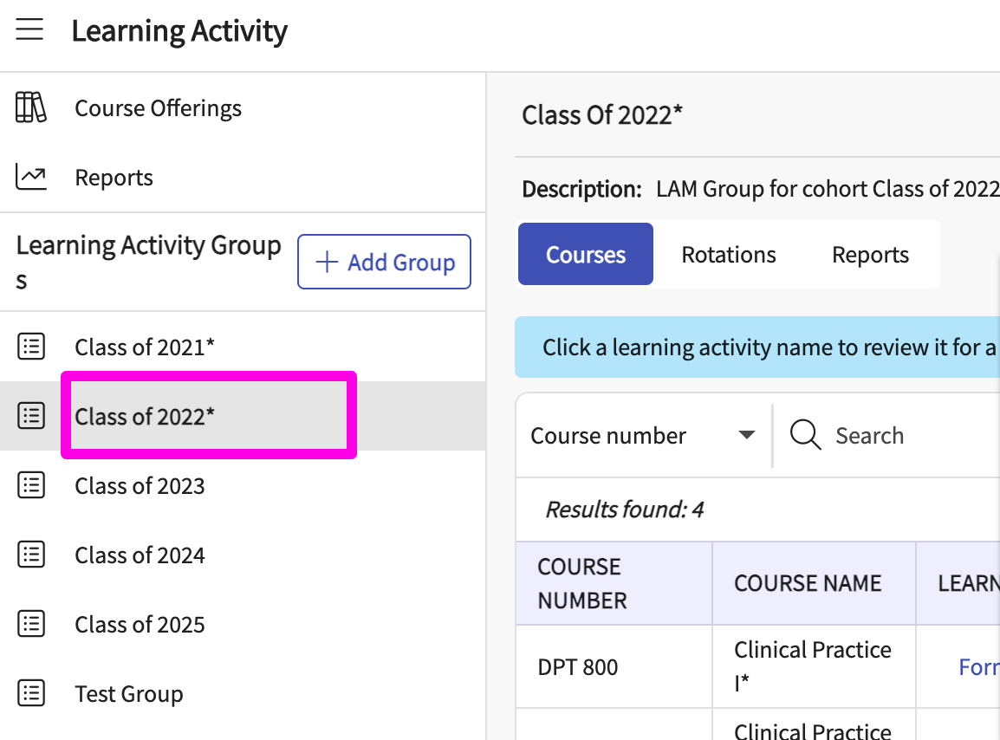 Learning Activity
Course Offerings
Reports
Learning Activity Group
s
Add Group
Class of 2021*
Class of 2022*
Class of 2023
Class of 2024
Class of 2025
Test Group
Class Of 2022*
Description: LAM Group for cohort Class of 2022
Courses Rotations Reports
Click a learning activity name to review it for a
Course number Search
Results found: 4
COURSE
NUMBER
COURSE NAME
LEARN
DPT 800
Clinical Practice
I*
Forr
Clinical Practice